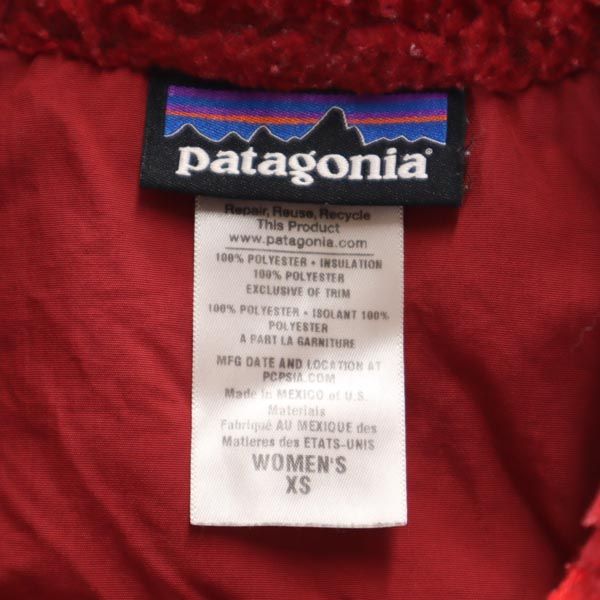 patagonia®
Repair, Reuse, Recycle
This Product
www.patagonia.com
100% POLYESTER • INSULATION
100% POLYESTER
EXCLUSIVE OF TRIM
100% POLYESTER • ISOLANT 100%
POLYESTER
A PART LA GARNITURE
MFG DATE AND LOCATION AT
PCPSIA.COM
Made in MEXICO of U.S.
Materials
Fabriqué AU MEXIQUE des
Matieres des ETATS-UNIS
WOMEN'S
XS